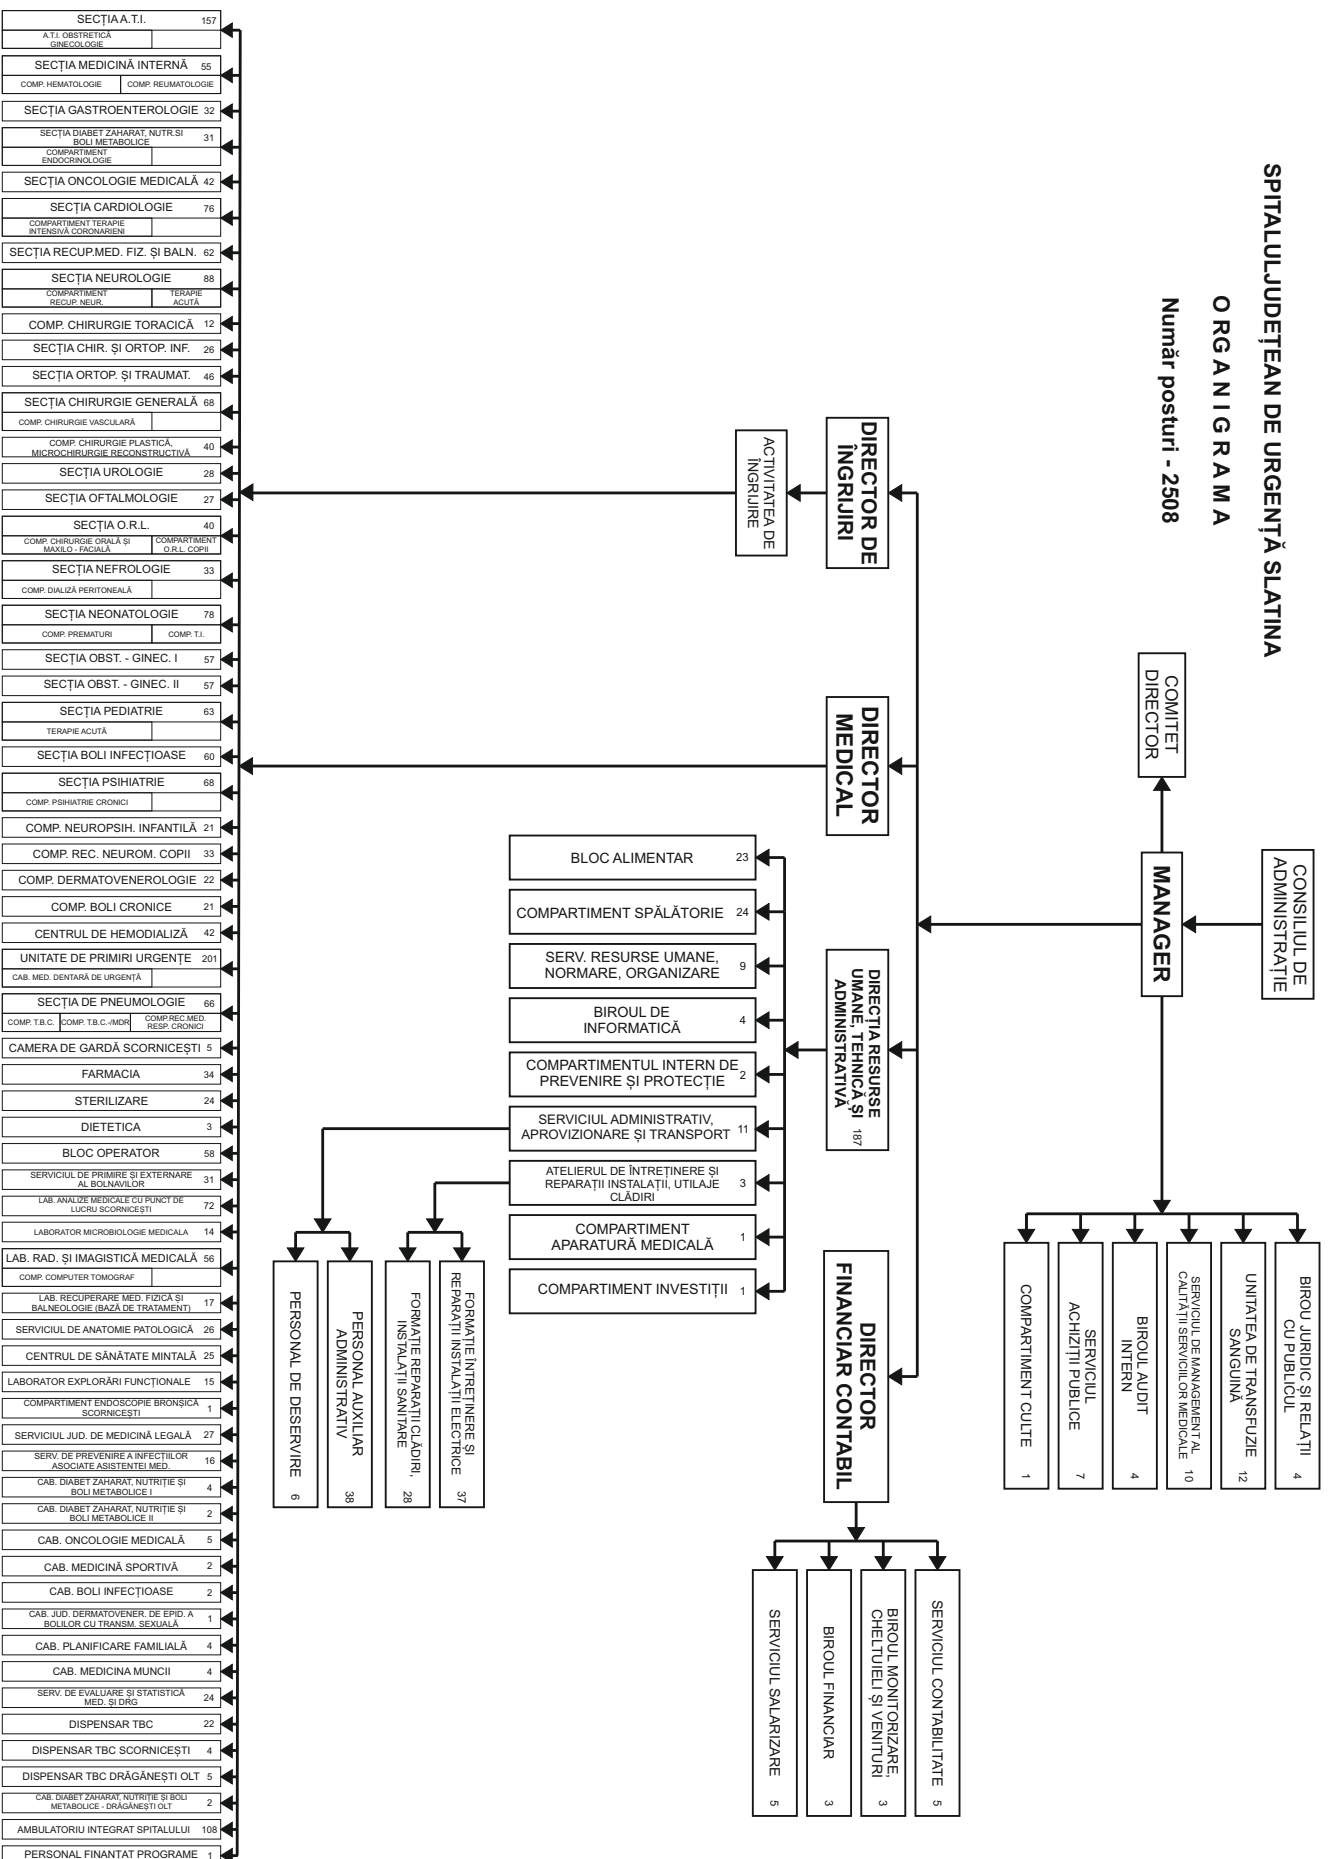 SPITALULJUDEȚEAN DE URGENȚĂ SLATINA
O RG A N I G R A M A
Număr posturi - 2508
CONSILIUL DE
ADMINISTRAȚIE
MANAGER
COMITET
DIRECTOR
BIROU JURIDIC ȘI RELAȚII
CU PUBLICUL 4
UNITATEA DE TRANSFUZIE
SANGUINĂ 12
SERVICIUL DE MANAGEMENT AL
CALITĂȚII SERVICIILOR MEDICALE 10
BIROUL AUDIT
INTERN 4
SERVICIUL
ACHIZIȚII PUBLICE 7
COMPARTIMENT CULTE 1
DIRECTOR DE
ÎNGRIJIRI
ACTIVITATEA DE
ÎNGRIJIRE
DIRECTOR
MEDICAL
DIRECȚIA RESURSE
UMANE, TEHNICĂ ȘI
ADMINISTRATIVĂ 187
DIRECTOR
FINANCIAR CONTABIL
SERVICIUL CONTABILITATE 5
BIROUL MONITORIZARE,
CHELTUIELI ȘI VENITURI 3
BIROUL FINANCIAR 3
SERVICIUL SALARIZARE 5
BLOC ALIMENTAR 23
COMPARTIMENT SPĂLĂTORIE 24
SERV. RESURSE UMANE,
NORMARE, ORGANIZARE 9
BIROUL DE
INFORMATICĂ 4
COMPARTIMENTUL INTERN DE
PREVENIRE ȘI PROTECȚIE 2
SERVICIUL ADMINISTRATIV,
APROVIZIONARE ȘI TRANSPORT 11
ATELIERUL DE ÎNTREȚINERE ȘI
REPARAȚII INSTALAȚII, UTILAJE
CLĂDIRI 3
COMPARTIMENT
APARATURĂ MEDICALĂ 1
COMPARTIMENT INVESTIȚII 1
FORMAȚIE ÎNTREȚINERE ȘI
REPARAȚII INSTALAȚII ELECTRICE 37
FORMAȚIE REPARAȚII CLĂDIRI,
INSTALAȚII SANITARE 28
PERSONAL AUXILIAR
ADMINISTRATIV 38
PERSONAL DE DESERVIRE 6
SECȚIA A.T.I. 157
A.T.I. OBSTRETICĂ
GINECOLOGIE
SECȚIA MEDICINĂ INTERNĂ 55
COMP. HEMATOLOGIE COMP. REUMATOLOGIE
SECȚIA GASTROENTEROLOGIE 32
SECȚIA DIABET ZAHARAT, NUTR.SI
BOLI METABOLICE 31
COMPARTIMENT
ENDOCRINOLOGIE
SECȚIA ONCOLOGIE MEDICALĂ 42
SECȚIA CARDIOLOGIE 76
COMPARTIMENT TERAPIE
INTENSIVĂ CORONARIENI
SECȚIA RECUP.MED. FIZ. ȘI BALN. 62
SECȚIA NEUROLOGIE 88
COMPARTIMENT
RECUP. NEUR.
TERAPIE
ACUTĂ
COMP. CHIRURGIE TORACICĂ 12
SECȚIA CHIR. ȘI ORTOP. INF. 26
SECȚIA ORTOP. ȘI TRAUMAT. 46
SECȚIA CHIRURGIE GENERALĂ 68
COMP. CHIRURGIE VASCULARĂ
COMP. CHIRURGIE PLASTICĂ,
MICROCHIRURGIE RECONSTRUCTIVĂ 40
SECȚIA UROLOGIE 28
SECȚIA OFTALMOLOGIE 27
SECȚIA O.R.L. 40
COMP. CHIRURGIE ORALĂ ȘI
MAXILO - FACIALĂ
COMPARTIMENT
O.R.L. COPII
SECȚIA NEFROLOGIE 33
COMP. DIALIZĂ PERITONEALĂ
SECȚIA NEONATOLOGIE 78
COMP. PREMATURI COMP. T.I.
SECȚIA OBST. - GINEC. I 57
SECȚIA OBST. - GINEC. II 57
SECȚIA PEDIATRIE 63
TERAPIE ACUTĂ
SECȚIA BOLI INFECȚIOASE 60
SECȚIA PSIHIATRIE 68
COMP. PSIHIATRIE CRONICI
COMP. NEUROPSIH. INFANTILĂ 21
COMP. REC. NEUROM. COPII 33
COMP. DERMATOVENEROLOGIE 22
COMP. BOLI CRONICE 21
CENTRUL DE HEMODIALIZĂ 42
UNITATE DE PRIMIRI URGENȚE 201
CAB. MED. DENTARĂ DE URGENȚĂ
SECȚIA DE PNEUMOLOGIE 66
COMP. T.B.C. COMP. T.B.C.-/MDR
COMP.REC.MED.
RESP. CRONICI
CAMERA DE GARDĂ SCORNICEȘTI 5
FARMACIA 34
STERILIZARE 24
DIETETICA 3
BLOC OPERATOR 58
SERVICIUL DE PRIMIRE ȘI EXTERNARE
AL BOLNAVILOR 31
LAB. ANALIZE MEDICALE CU PUNCT DE
LUCRU SCORNICEȘTI 72
LABORATOR MICROBIOLOGIE MEDICALA 14
LAB. RAD. ȘI IMAGISTICĂ MEDICALĂ 56
COMP. COMPUTER TOMOGRAF
LAB. RECUPERARE MED. FIZICĂ ȘI
BALNEOLOGIE (BAZĂ DE TRATAMENT) 17
SERVICIUL DE ANATOMIE PATOLOGICĂ 26
CENTRUL DE SĂNĂTATE MINTALĂ 25
LABORATOR EXPLORĂRI FUNCȚIONALE 15
COMPARTIMENT ENDOSCOPIE BRONȘICĂ
SCORNICEȘTI 1
SERVICIUL JUD. DE MEDICINĂ LEGALĂ 27
SERV. DE PREVENIRE A INFECȚIILOR
ASOCIATE ASISTENTEI MED. 16
CAB. DIABET ZAHARAT, NUTRIȚIE ȘI
BOLI METABOLICE I 4
CAB. DIABET ZAHARAT, NUTRIȚIE ȘI
BOLI METABOLICE II 2
CAB. ONCOLOGIE MEDICALĂ 5
CAB. MEDICINĂ SPORTIVĂ 2
CAB. BOLI INFECȚIOASE 2
CAB. JUD. DERMATOVENER. DE EPID. A
BOLILOR CU TRANSM. SEXUALĂ 1
CAB. PLANIFICARE FAMILIALĂ 4
CAB. MEDICINA MUNCII 4
SERV. DE EVALUARE ȘI STATISTICĂ
MED. ȘI DRG 24
DISPENSAR TBC 22
DISPENSAR TBC SCORNICEȘTI 4
DISPENSAR TBC DRĂGĂNEȘTI OLT 5
CAB. DIABET ZAHARAT, NUTRIȚIE ȘI BOLI
METABOLICE - DRĂGĂNEȘTI OLT 2
AMBULATORIU INTEGRAT SPITALULUI 108
PERSONAL FINANȚAT PROGRAME 1